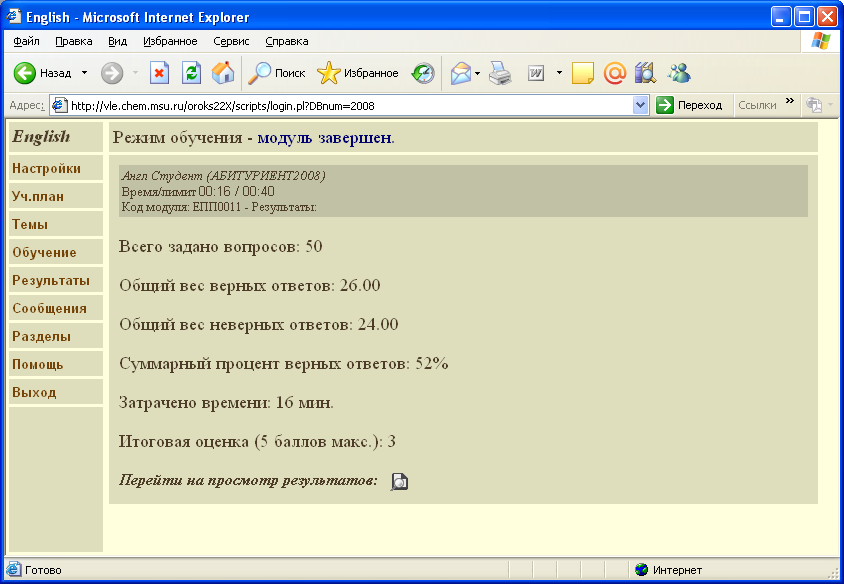 English - Microsoft Internet Explorer
Файл Правка Вид Избранное Сервис Справка
Назад Поиск Избранное
Адрес: http://vle.chem.msu.ru/oroks22X/scripts/login.pl?DBnum=2008 Переход Ссылки »
English
Настройки
Уч.план
Темы
Обучение
Результаты
Сообщения
Разделы
Помощь
Выход
Режим обучения - модуль завершен.
Англ Студент (АБИТУРИЕНТ2008)
Время/лимит 00:16 / 00:40
Код модуля: ЕПП0011 - Результаты:
Всего задано вопросов: 50
Общий вес верных ответов: 26.00
Общий вес неверных ответов: 24.00
Суммарный процент верных ответов: 52%
Затрачено времени: 16 мин.
Итоговая оценка (5 баллов макс.): 3
Перейти на просмотр результатов:
Готово Интернет